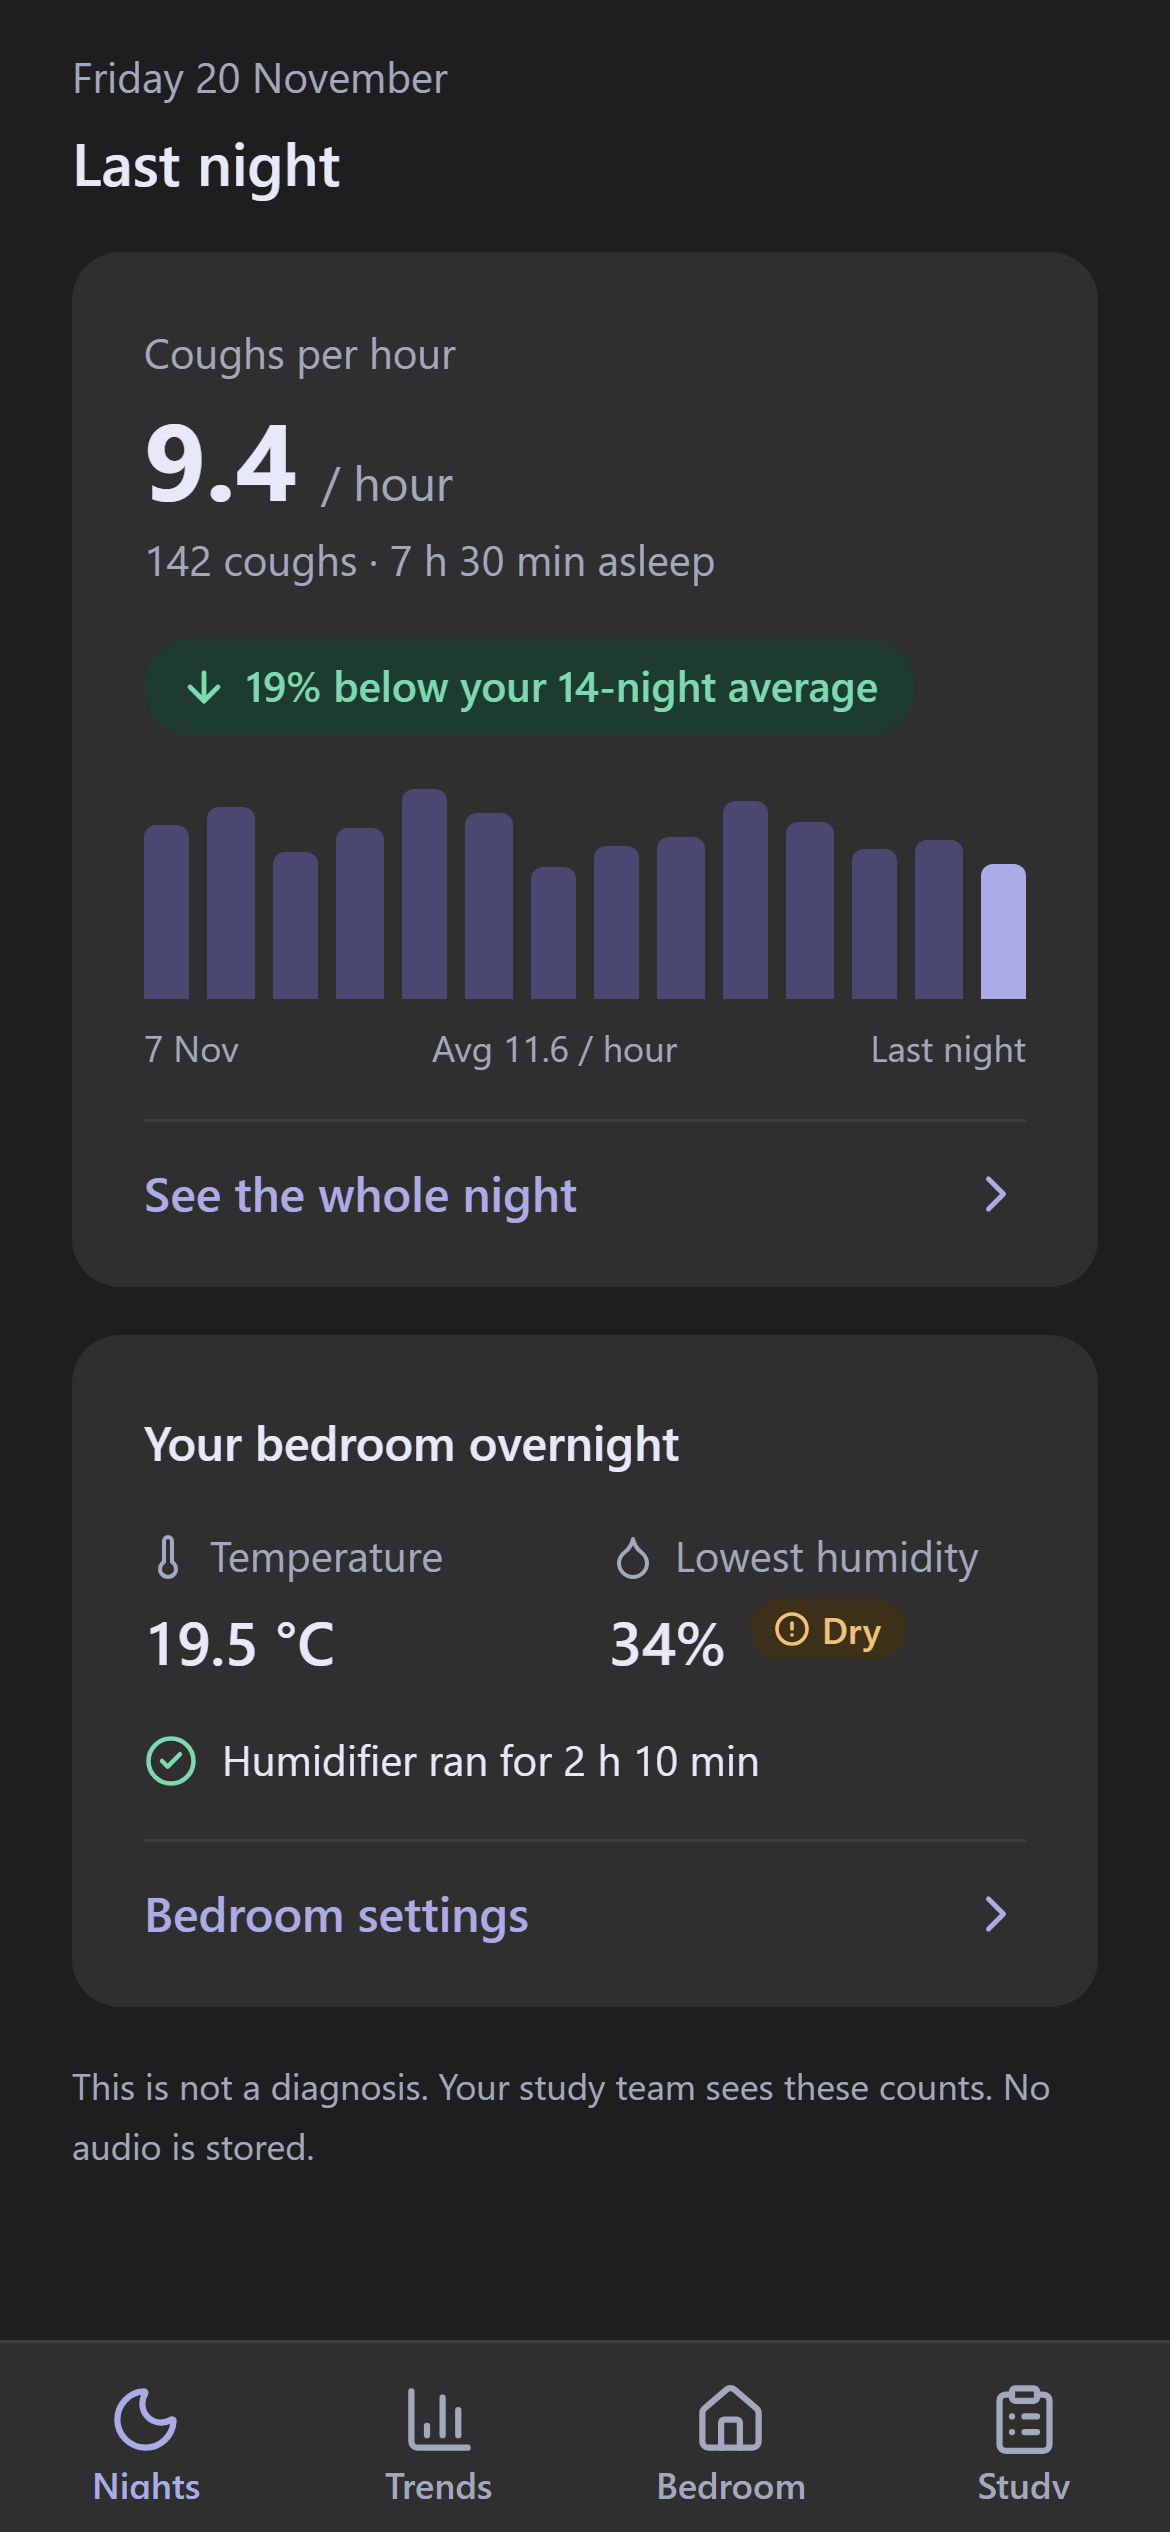 Friday 20 November
Last night
Coughs per hour
9.4 / hour
142 coughs · 7 h 30 min asleep
19% below your 14-night average
7 Nov Avg 11.6 / hour Last night
See the whole night
Your bedroom overnight
Temperature Lowest humidity
19.5 °C 34% Dry
Humidifier ran for 2 h 10 min
Bedroom settings
This is not a diagnosis. Your study team sees these counts. No
audio is stored.
Nights Trends Bedroom Study